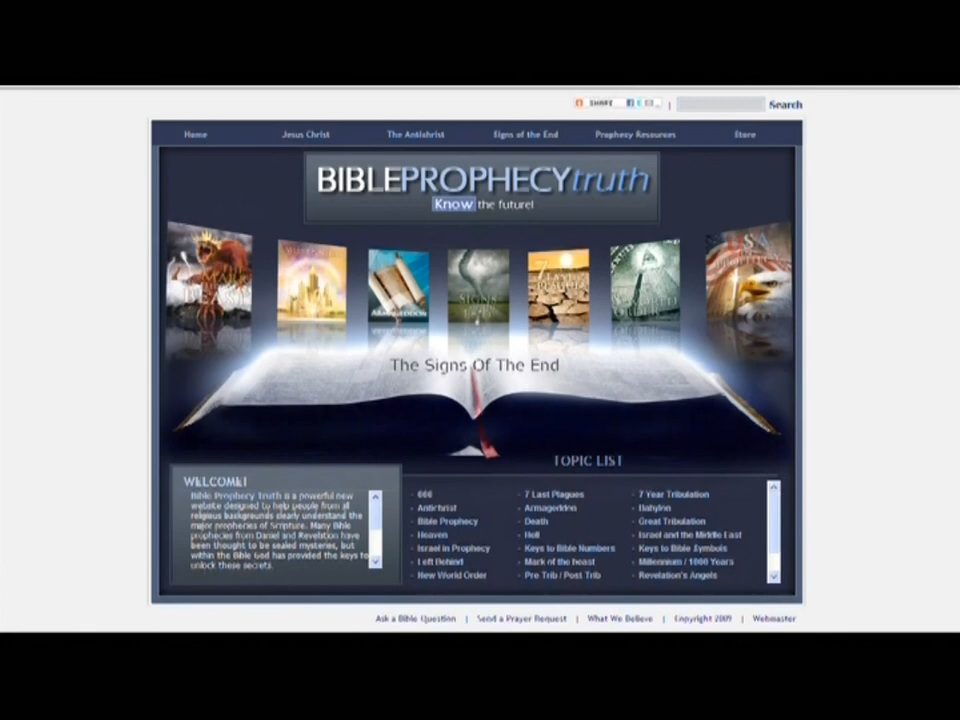 SHARE | Search
Home Jesus Christ The Antichrist Signs of the End Prophecy Resources Store
BIBLEPROPHECYtruth
Know the future!
BEAST
ARMAGEDDON
SIGNS
7
USA
The Signs Of The End
TOPIC LIST
WELCOME!
Bible Prophecy Truth is a powerful new
website designed to help people from all
religious backgrounds clearly understand the
major prophecies of Scripture. Many Bible
prophecies from Daniel and Revelation have
been thought to be sealed mysteries, but
within the Bible God has provided the keys to
unlock these secrets.
666 7 Last Plagues 7 Year Tribulation
Antichrist Armageddon Babylon
Bible Prophecy Death Great Tribulation
Heaven Hell Israel and the Middle East
Israel in Prophecy Keys to Bible Numbers Keys to Bible Symbols
Left Behind Mark of the beast Millennium / 1000 Years
New World Order Pre Trib / Post Trib Revelation's Angels
Ask a Bible Question | Send a Prayer Request | What We Believe | Copyright 2009 | Webmaster